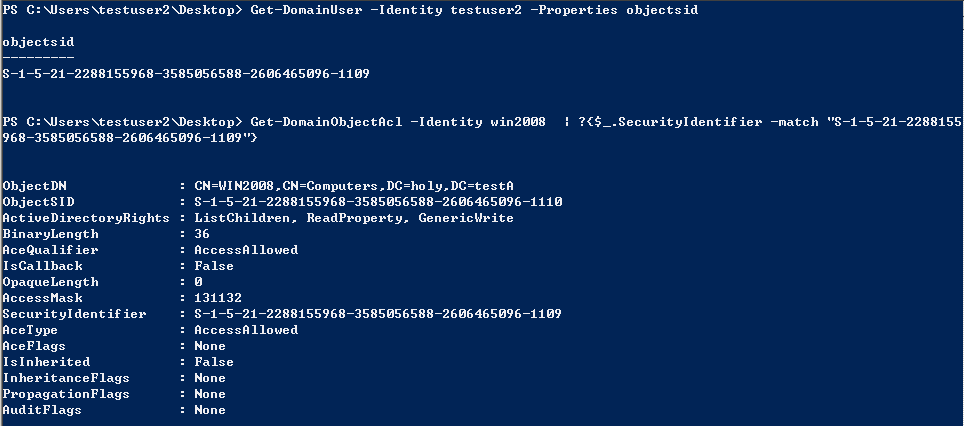 PS C:\Users\testuser2\Desktop> Get-DomainUser -Identity testuser2 -Properties objectsid
objectsid
---------
S-1-5-21-2288155968-3585056588-2606465096-1109
PS C:\Users\testuser2\Desktop> Get-DomainObjectAcl -Identity win2008  | ?{$_.SecurityIdentifier -match "S-1-5-21-2288155
968-3585056588-2606465096-1109"}
ObjectDN              : CN=WIN2008,CN=Computers,DC=holy,DC=testA
ObjectSID             : S-1-5-21-2288155968-3585056588-2606465096-1110
ActiveDirectoryRights : ListChildren, ReadProperty, GenericWrite
BinaryLength          : 36
AceQualifier          : AccessAllowed
IsCallback            : False
OpaqueLength          : 0
AccessMask            : 131132
SecurityIdentifier    : S-1-5-21-2288155968-3585056588-2606465096-1109
AceType               : AccessAllowed
AceFlags              : None
IsInherited           : False
InheritanceFlags      : None
PropagationFlags      : None
AuditFlags            : None